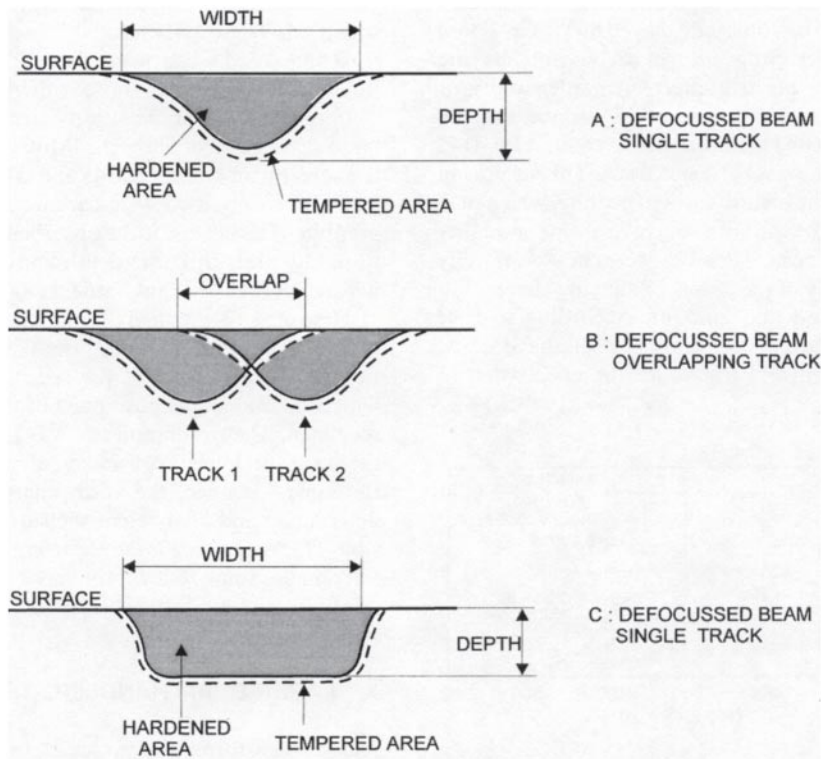 WIDTH
SURFACE
DEPTH
A : DEFOCUSSED BEAM
SINGLE TRACK
HARDENED
AREA
TEMPERED AREA
OVERLAP
SURFACE
B : DEFOCUSSED BEAM
OVERLAPPING TRACK
TRACK 1
TRACK 2
WIDTH
SURFACE
DEPTH
C : DEFOCUSSED BEAM
SINGLE TRACK
HARDENED
AREA
TEMPERED AREA